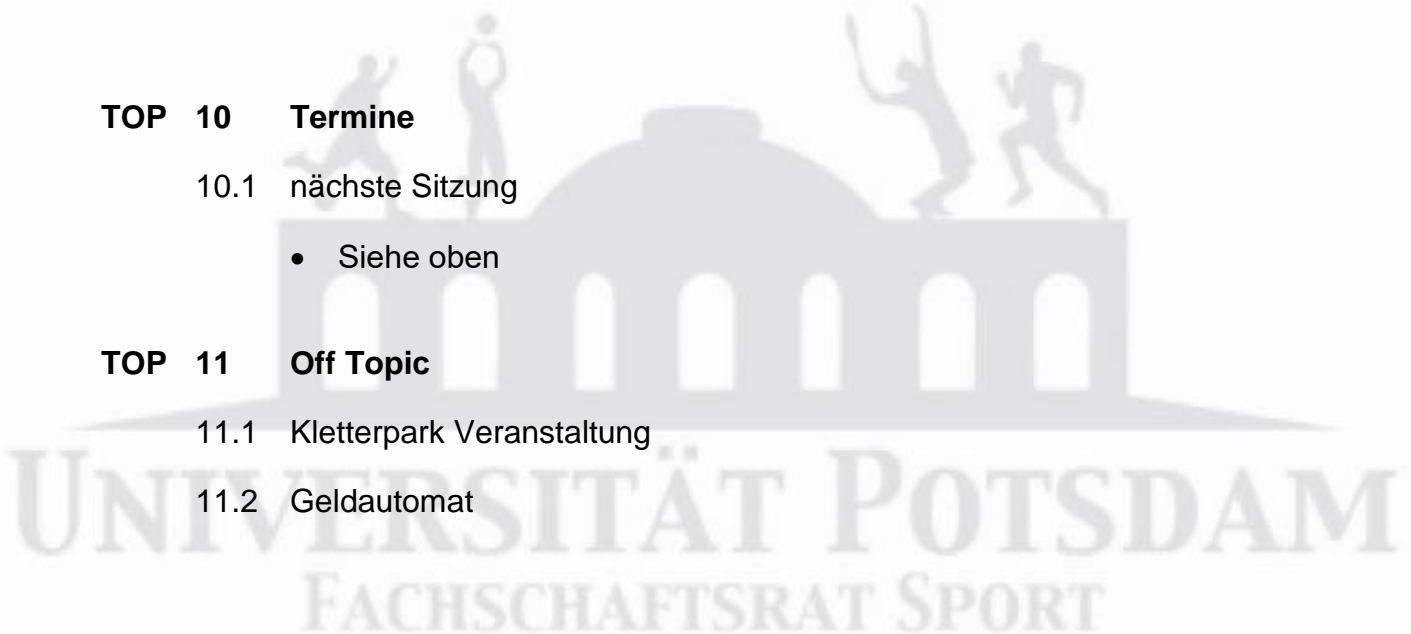 TOP 10 Termine
10.1 nächste Sitzung
• Siehe oben
TOP 11 Off Topic
11.1 Kletterpark Veranstaltung
11.2 Geldautomat
UNIVERSITÄT POTSDAM
FACHSCHAFTSRAT SPORT